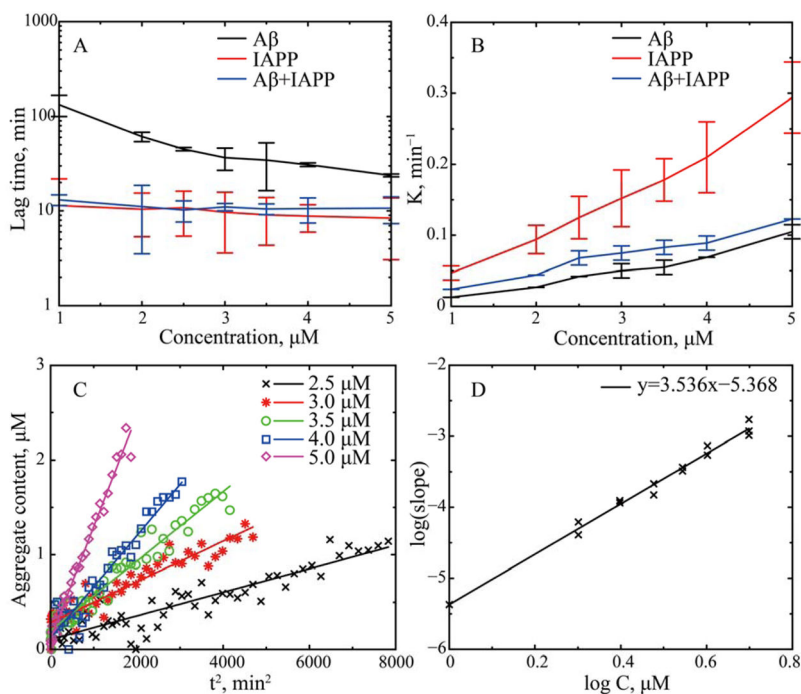 A
Aβ
IAPP
Aβ+IAPP
Lag time, min
1000
100
10
1
1 2 3 4 5
Concentration, μM
B
Aβ
IAPP
Aβ+IAPP
K, min⁻¹
0.4
0.3
0.2
0.1
0
1 2 3 4 5
Concentration, μM
C
2.5 μM
3.0 μM
3.5 μM
4.0 μM
5.0 μM
Aggregate content, μM
3
2
1
0
0 2000 4000 6000 8000
t², min²
D
y=3.536x−5.368
log(slope)
−2
−3
−4
−5
−6
0.0 0.2 0.4 0.6 0.8
log C, μM